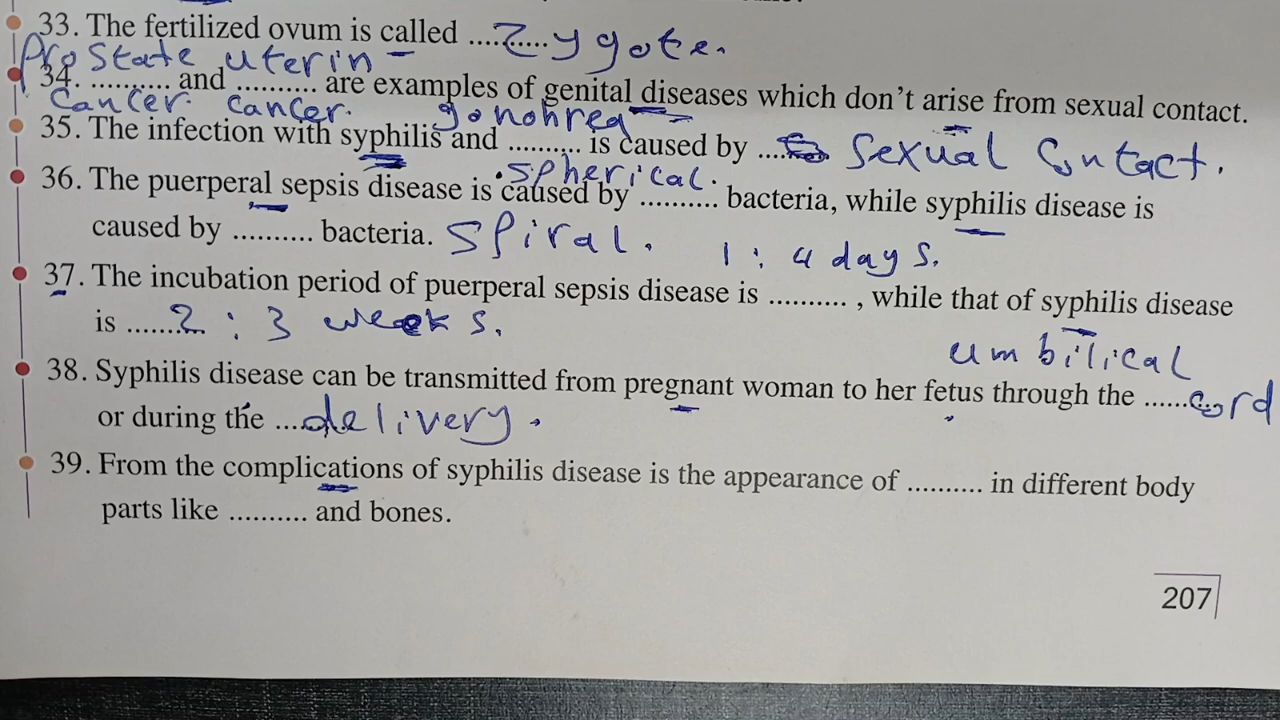 33. The fertilized ovum is called .......... Zygote.
Prostate uterin
34. .......... and .......... are examples of genital diseases which don't arise from sexual contact.
Cancer. cancer. gonohrea
35. The infection with syphilis and .......... is caused by .... Sexual Contact.
spherical.
36. The puerperal sepsis disease is caused by .......... bacteria, while syphilis disease is
caused by .......... bacteria. Spiral. 1 : 4 days.
37. The incubation period of puerperal sepsis disease is .......... , while that of syphilis disease
is ....... 2 : 3 weeks.
umbilical
38. Syphilis disease can be transmitted from pregnant woman to her fetus through the ...... cord
or during the ... delivery.
39. From the complications of syphilis disease is the appearance of .......... in different body
parts like .......... and bones.
207